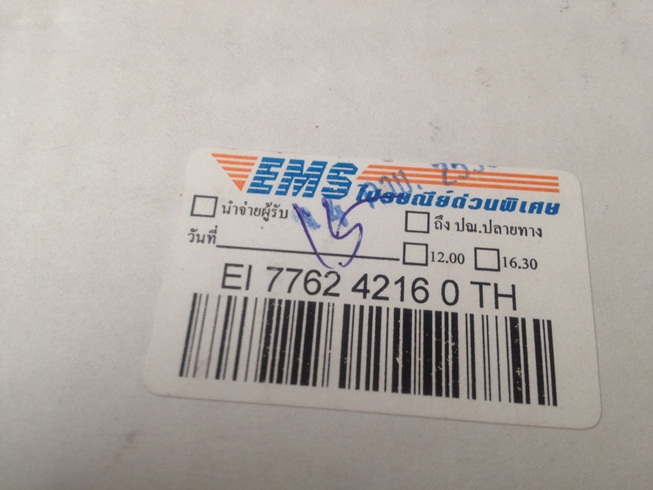 EMS ไปรษณีย์ด่วนพิเศษ
นำจ่ายผู้รับ ถึง ปณ.ปลายทาง
วันที่ 12.00 16.30
EI 7762 4216 0 TH